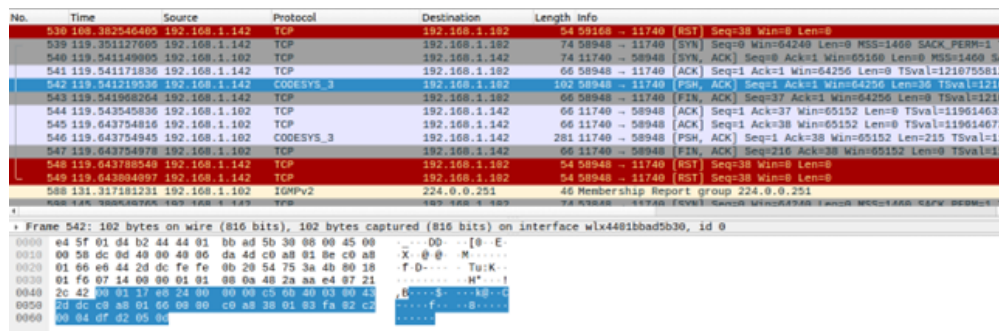 No. Time Source Protocol Destination Length Info
530 108.382546405 192.168.1.142 TCP 192.168.1.102 54 59168 → 11740 [RST] Seq=38 Win=0 Len=0
539 119.351127605 192.168.1.142 TCP 192.168.1.102 74 58948 → 11740 [SYN] Seq=0 Win=64240 Len=0 MSS=1460 SACK_PERM=1
540 119.541149005 192.168.1.102 TCP 192.168.1.142 74 11740 → 58948 [SYN, ACK] Seq=0 Ack=1 Win=65160 Len=0 MSS=1460 S
541 119.541171836 192.168.1.142 TCP 192.168.1.102 66 58948 → 11740 [ACK] Seq=1 Ack=1 Win=64256 Len=0 TSval=121075581
542 119.541219536 192.168.1.142 CODESYS_3 192.168.1.102 102 58948 → 11740 [PSH, ACK] Seq=1 Ack=1 Win=64256 Len=36 TSval=121
543 119.541968264 192.168.1.142 TCP 192.168.1.102 66 58948 → 11740 [FIN, ACK] Seq=37 Ack=1 Win=64256 Len=0 TSval=121
544 119.643545836 192.168.1.102 TCP 192.168.1.142 66 11740 → 58948 [ACK] Seq=1 Ack=37 Win=65152 Len=0 TSval=11961463
545 119.643754816 192.168.1.102 TCP 192.168.1.142 66 11740 → 58948 [ACK] Seq=1 Ack=38 Win=65152 Len=0 TSval=11961467
546 119.643754945 192.168.1.102 CODESYS_3 192.168.1.142 281 11740 → 58948 [PSH, ACK] Seq=1 Ack=38 Win=65152 Len=215 TSval=1
547 119.643754978 192.168.1.102 TCP 192.168.1.142 66 11740 → 58948 [FIN, ACK] Seq=216 Ack=38 Win=65152 Len=0 TSval=1
548 119.643788548 192.168.1.142 TCP 192.168.1.102 54 58948 → 11740 [RST] Seq=38 Win=0 Len=0
549 119.643804097 192.168.1.142 TCP 192.168.1.102 54 58948 → 11740 [RST] Seq=38 Win=0 Len=0
588 131.317181231 192.168.1.102 IGMPv2 224.0.0.251 46 Membership Report group 224.0.0.251
Frame 542: 102 bytes on wire (816 bits), 102 bytes captured (816 bits) on interface wlx4401bbad5b30, id 0
0000 e4 5f 01 d4 b2 44 44 01 bb ad 5b 30 08 00 45 00 ·_···DD· ··[0··E·
0010 00 58 dc 0d 40 00 40 06 da 4d c0 a8 01 8e c0 a8 ·X··@·@· ·M······
0020 01 66 e6 44 2d dc fe fe 0b 20 54 75 3a 4b 80 18 ·f·D-··· · Tu:K··
0030 01 f6 07 14 00 00 01 01 08 0a 48 2a ae e4 07 21 ········ ··H*···!
0040 2c 42 00 01 17 e8 24 00 00 00 c5 6b 40 03 00 43 ,B····$· ···k@··C
0050 2d dc c0 a8 01 66 00 00 c0 a8 38 01 03 fa 02 c2 -····f·· ··8·····
0060 00 04 df d2 05 0d ······